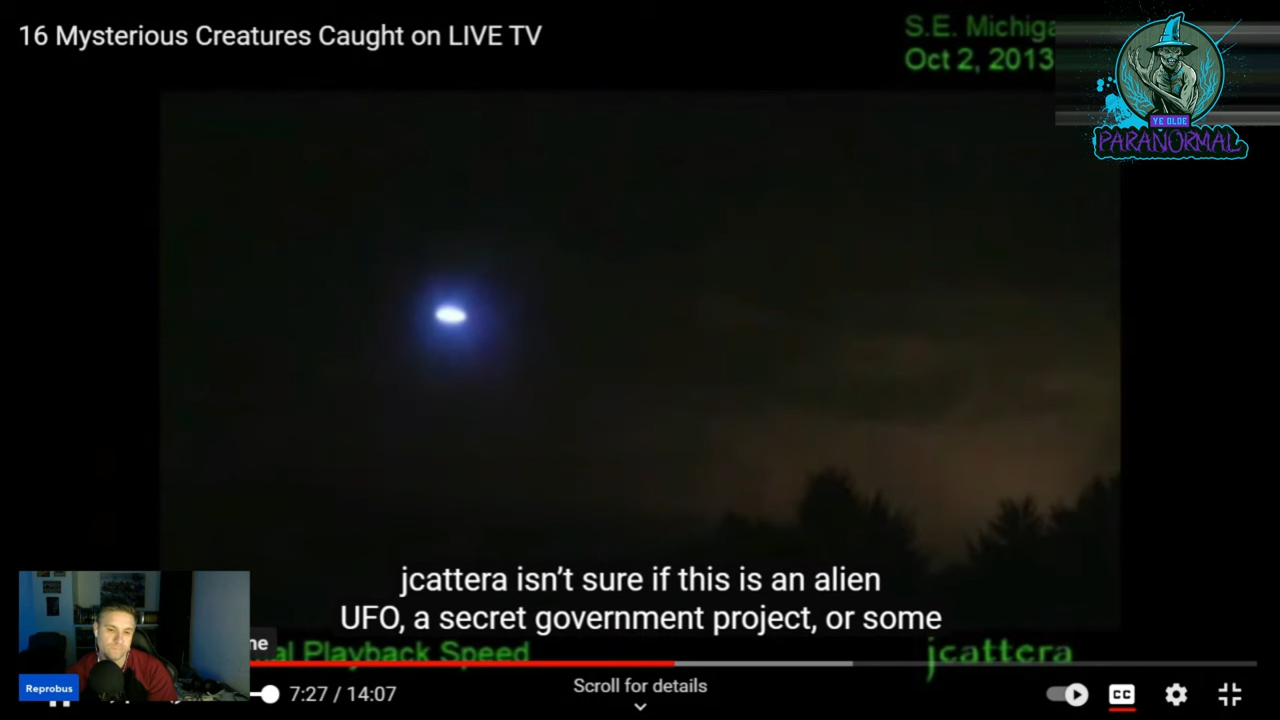 16 Mysterious Creatures Caught on LIVE TV
S.E. Michiga
Oct 2, 2013
YE OLDE
PARANORMAL
jcattera isn't sure if this is an alien
UFO, a secret government project, or some
me
al Playback Speed
jcattera
Reprobus
7:27 / 14:07
Scroll for details
CC